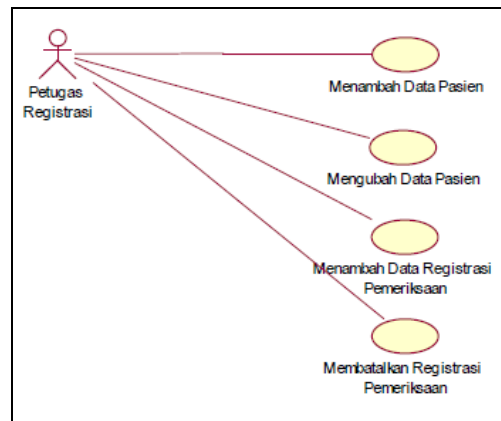 Petugas
Registrasi
Menambah Data Pasien
Mengubah Data Pasien
Menambah Data Registrasi
Pemeriksaan
Membatalkan Registrasi
Pemeriksaan